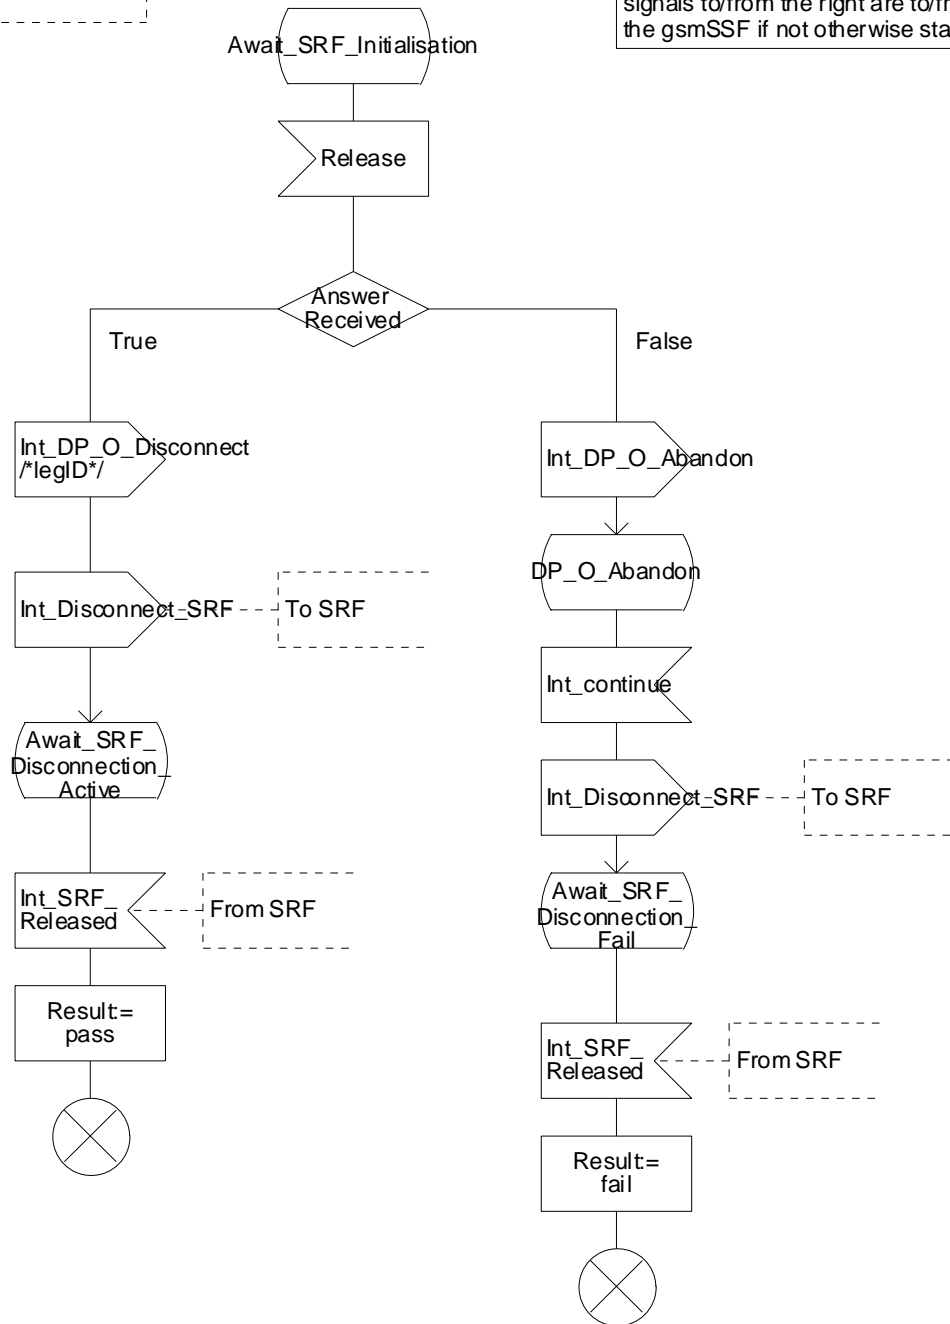 signals to/from the right are to/fr
the gsmSSF if not otherwise sta
Await_SRF_Initialisation
Release
Answer
Received
True
False
Int_DP_O_Disconnect
/*legID*/
Int_DP_O_Abandon
DP_O_Abandon
Int_Disconnect_SRF
To SRF
Int_continue
Await_SRF_
Disconnection_
Active
Int_Disconnect_SRF
To SRF
Int_SRF_
Released
From SRF
Await_SRF_
Disconnection_
Fail
Result:=
pass
Int_SRF_
Released
From SRF
Result:=
fail